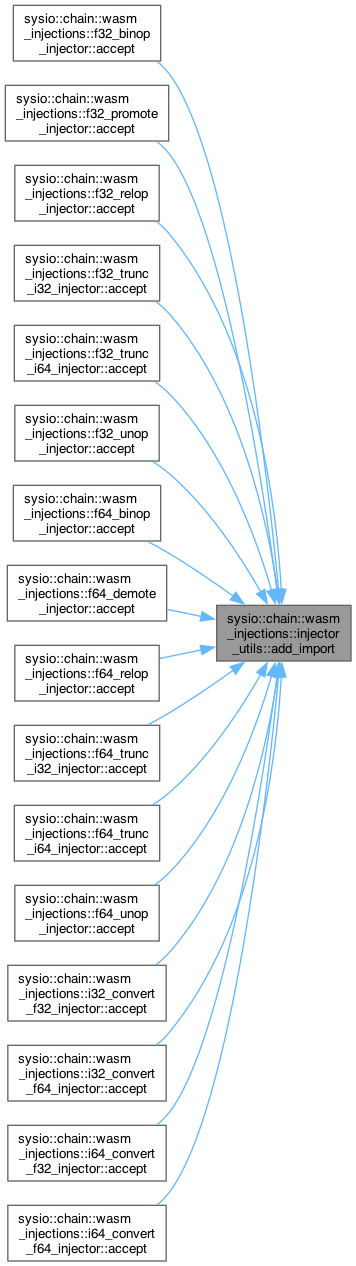 sysio::chain::wasm
_injections::f32_binop
_injector::accept
sysio::chain::wasm
_injections::f32_promote
_injector::accept
sysio::chain::wasm
_injections::f32_relop
_injector::accept
sysio::chain::wasm
_injections::f32_trunc
_i32_injector::accept
sysio::chain::wasm
_injections::f32_trunc
_i64_injector::accept
sysio::chain::wasm
_injections::f32_unop
_injector::accept
sysio::chain::wasm
_injections::f64_binop
_injector::accept
sysio::chain::wasm
_injections::f64_demote
_injector::accept
sysio::chain::wasm
_injections::injector
_utils::add_import
sysio::chain::wasm
_injections::f64_relop
_injector::accept
sysio::chain::wasm
_injections::f64_trunc
_i32_injector::accept
sysio::chain::wasm
_injections::f64_trunc
_i64_injector::accept
sysio::chain::wasm
_injections::f64_unop
_injector::accept
sysio::chain::wasm
_injections::i32_convert
_f32_injector::accept
sysio::chain::wasm
_injections::i32_convert
_f64_injector::accept
sysio::chain::wasm
_injections::i64_convert
_f32_injector::accept
sysio::chain::wasm
_injections::i64_convert
_f64_injector::accept